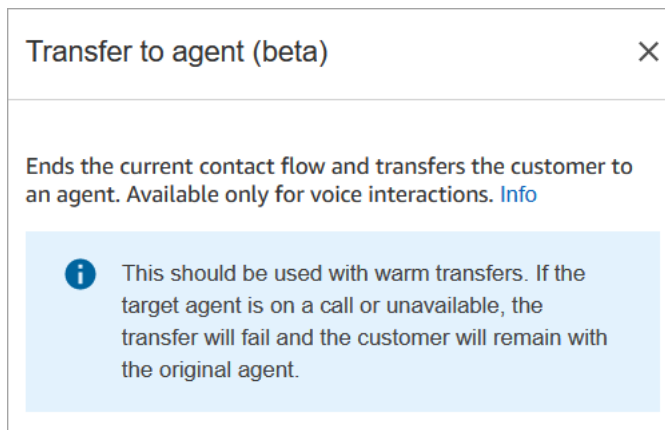 Transfer to agent (beta)
Ends the current contact flow and transfers the customer to
an agent. Available only for voice interactions. Info
This should be used with warm transfers. If the
target agent is on a call or unavailable, the
transfer will fail and the customer will remain with
the original agent.